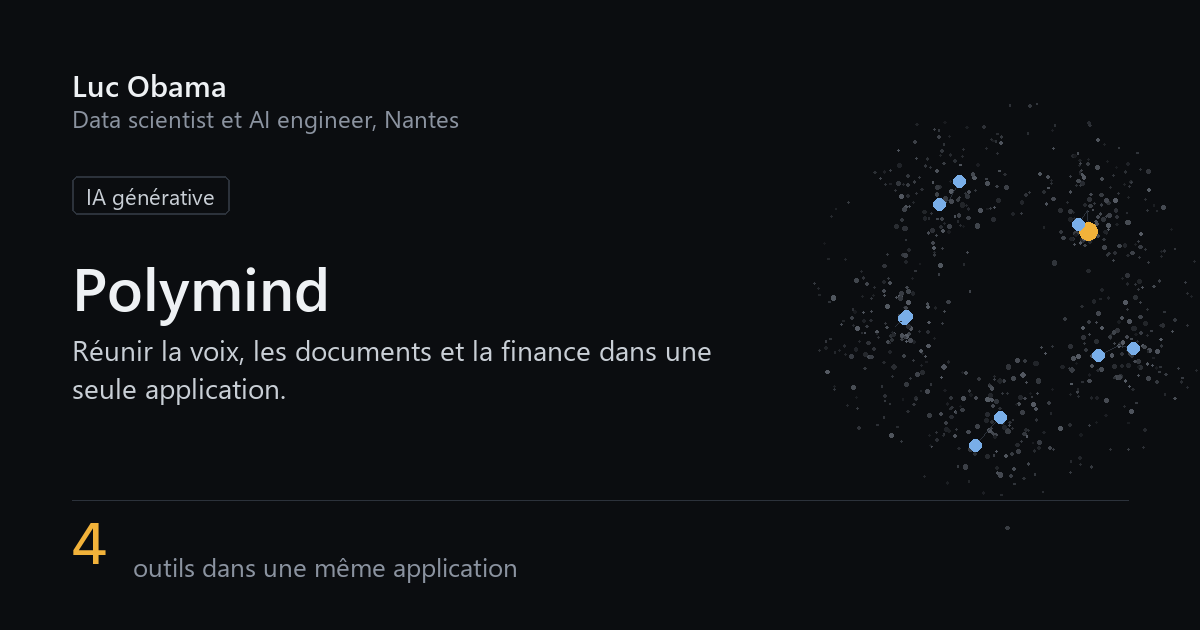 Luc Obama
Data scientist et AI engineer, Nantes
IA générative
Polymind
Réunir la voix, les documents et la finance dans une
seule application.
4
outils dans une même application